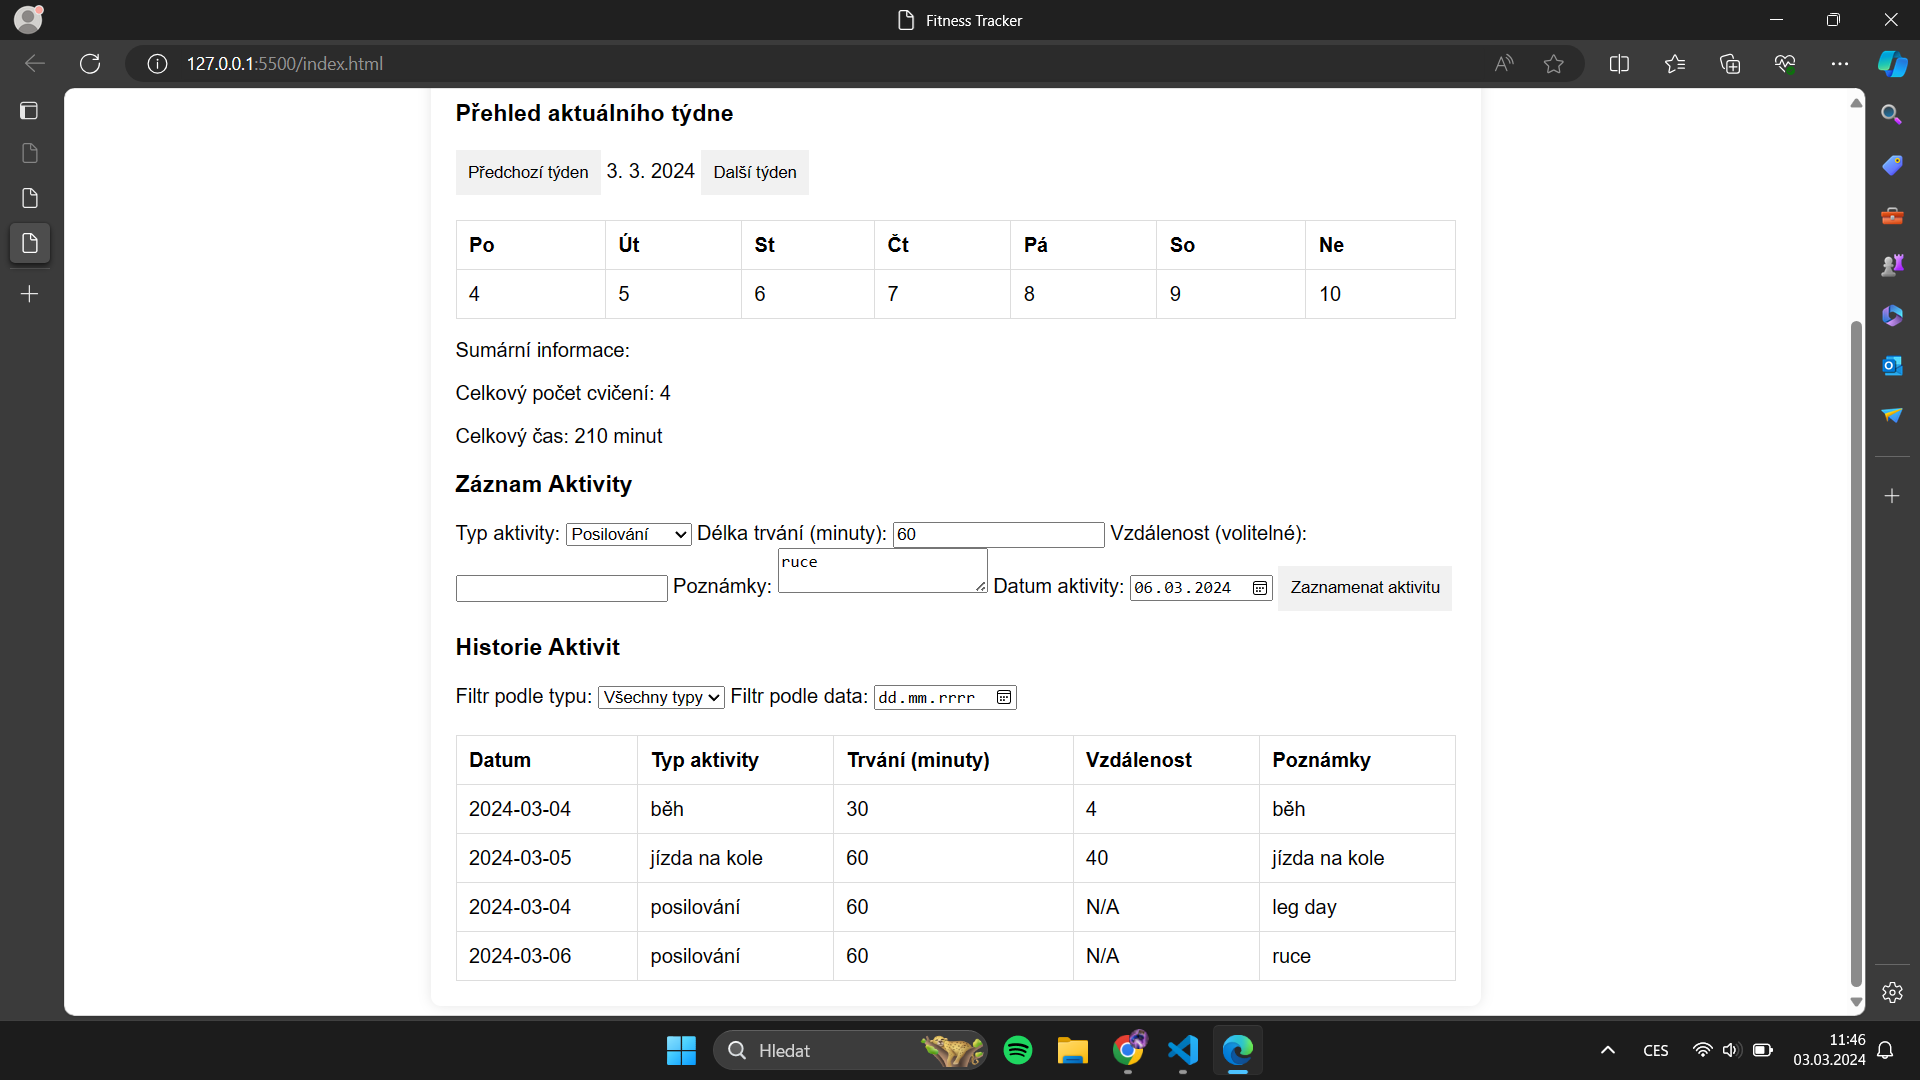 Fitness Tracker
127.0.0.1:5500/index.html
Přehled aktuálního týdne
Předchozí týden 3. 3. 2024 Další týden
Po Út St Čt Pá So Ne
4 5 6 7 8 9 10
Sumární informace:
Celkový počet cvičení: 4
Celkový čas: 210 minut
Záznam Aktivity
Typ aktivity: Posilování Délka trvání (minuty): 60 Vzdálenost (volitelné):
Poznámky: ruce Datum aktivity: 06.03.2024 Zaznamenat aktivitu
Historie Aktivit
Filtr podle typu: Všechny typy Filtr podle data: dd.mm.rrrr
Datum Typ aktivity Trvání (minuty) Vzdálenost Poznámky
2024-03-04 běh 30 4 běh
2024-03-05 jízda na kole 60 40 jízda na kole
2024-03-04 posilování 60 N/A leg day
2024-03-06 posilování 60 N/A ruce
Hledat
CES
11:46
03.03.2024